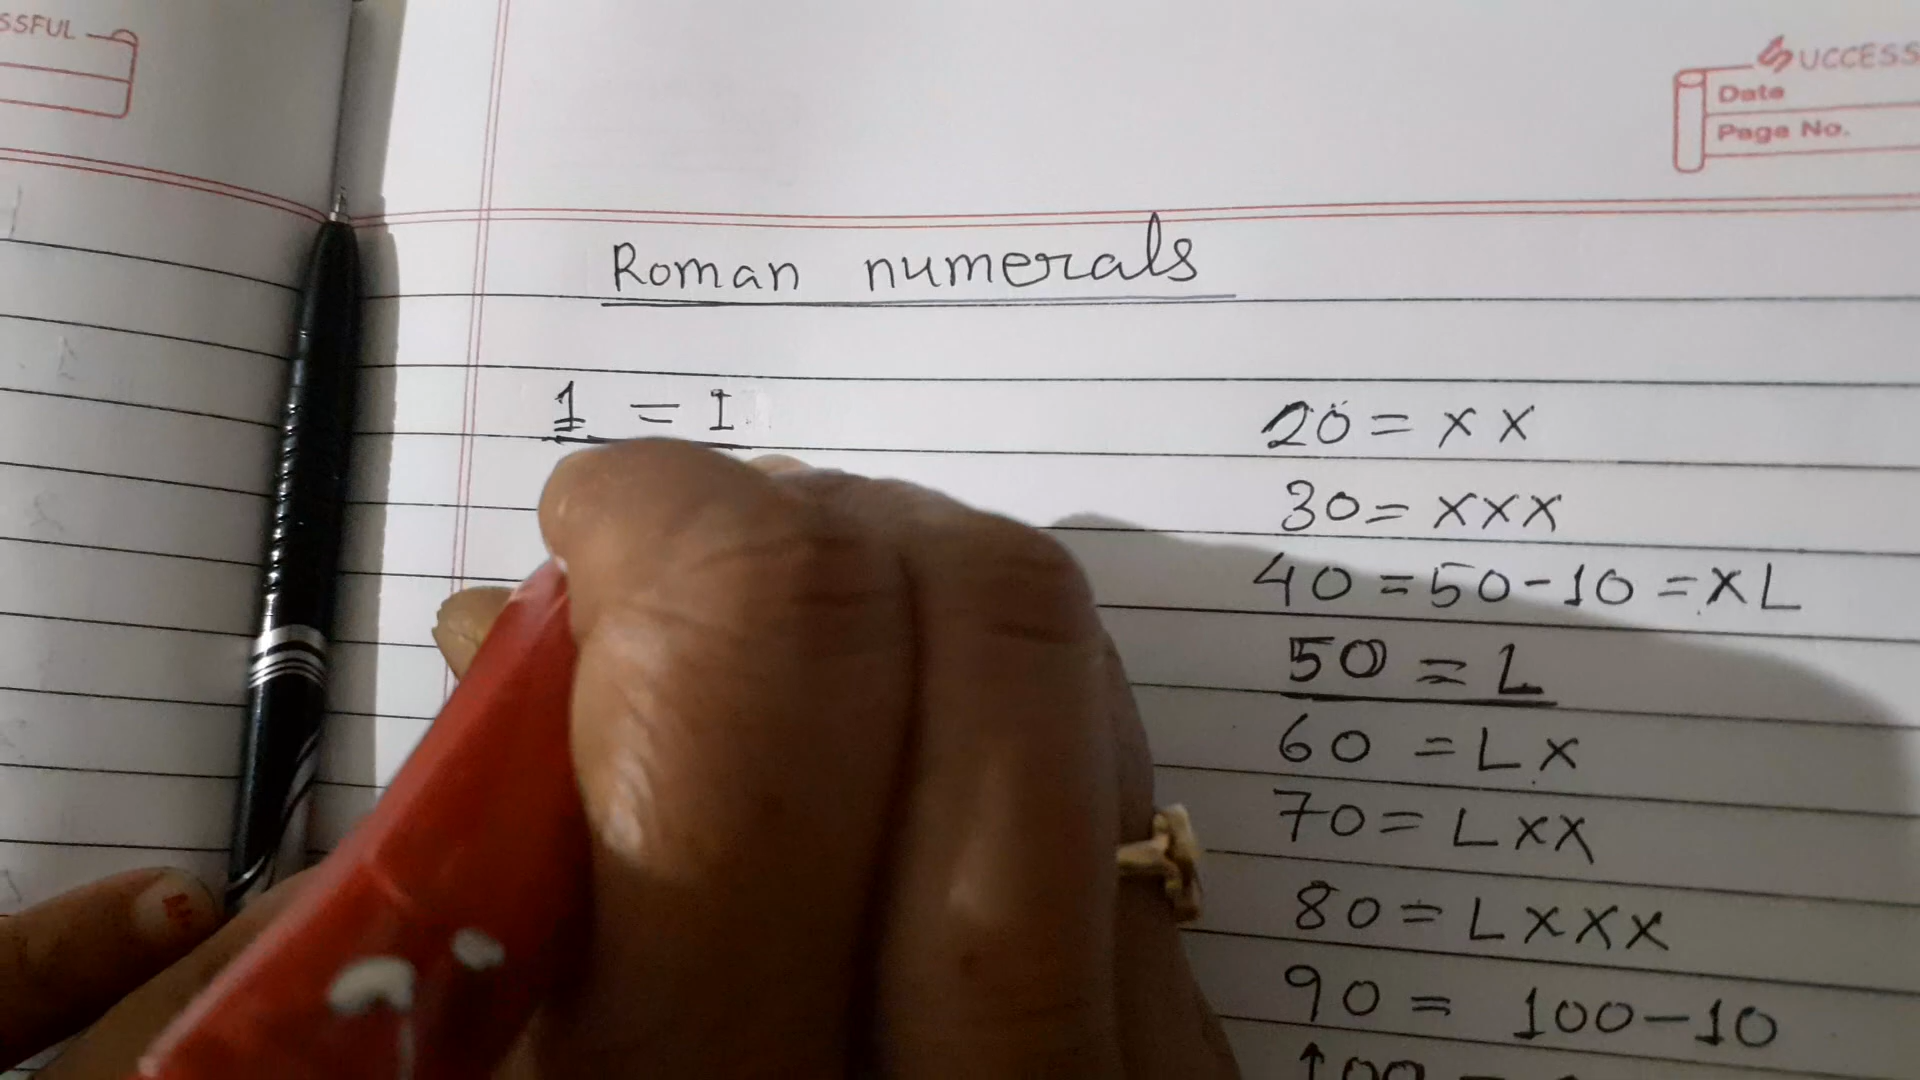 SSFUL
SUCCESS
Date
Page No.
Roman numerals
1 = I
20 = XX
30 = XXX
40 = 50-10 = XL
50 = L
60 = LX
70 = LXX
80 = LXXX
90 = 100-10